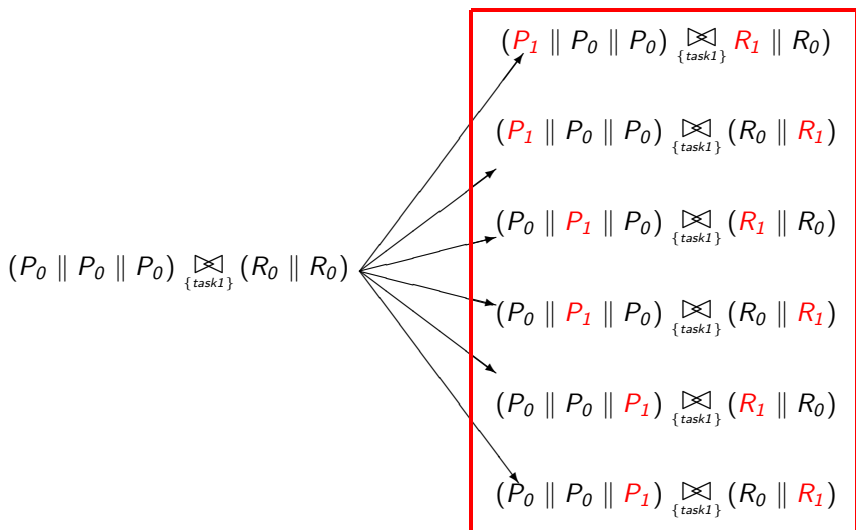 (P₁ ∥ P₀ ∥ P₀) ⋈{task1} R₁ ∥ R₀)
(P₁ ∥ P₀ ∥ P₀) ⋈{task1} (R₀ ∥ R₁)
(P₀ ∥ P₁ ∥ P₀) ⋈{task1} (R₁ ∥ R₀)
(P₀ ∥ P₀ ∥ P₀) ⋈{task1} (R₀ ∥ R₀)
(P₀ ∥ P₁ ∥ P₀) ⋈{task1} (R₀ ∥ R₁)
(P₀ ∥ P₀ ∥ P₁) ⋈{task1} (R₁ ∥ R₀)
(P₀ ∥ P₀ ∥ P₁) ⋈{task1} (R₀ ∥ R₁)